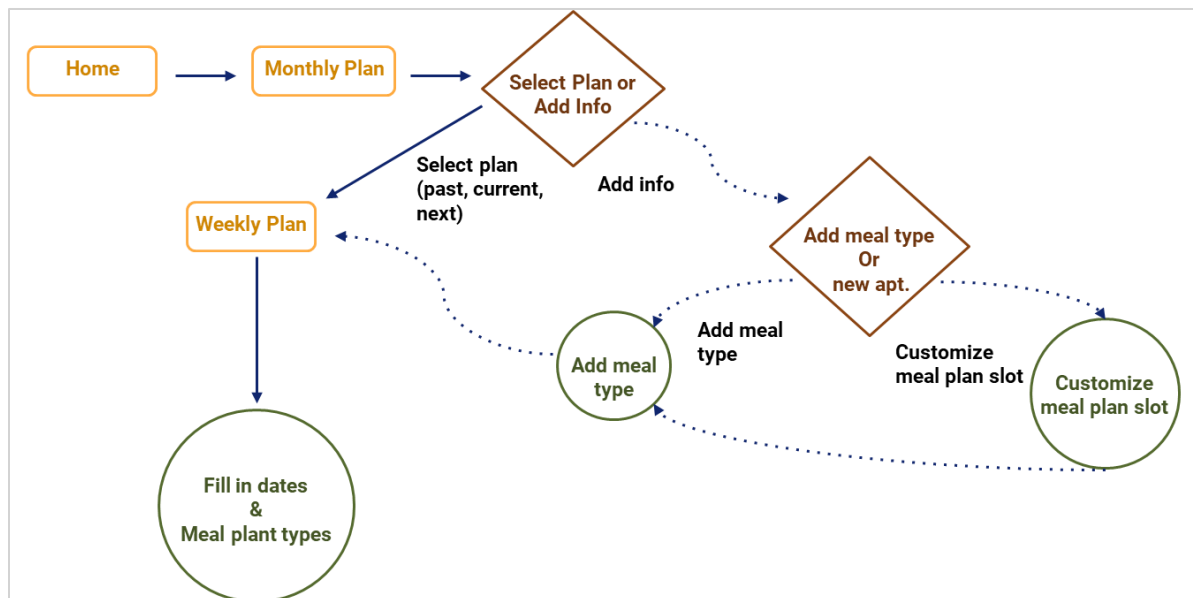 Home
Monthly Plan
Select Plan or
Add Info
Select plan
(past, current,
next)
Add info
Weekly Plan
Add meal type
Or
new apt.
Add meal
type
Customize
meal plan slot
Add meal
type
Customize
meal plan slot
Fill in dates
&
Meal plant types